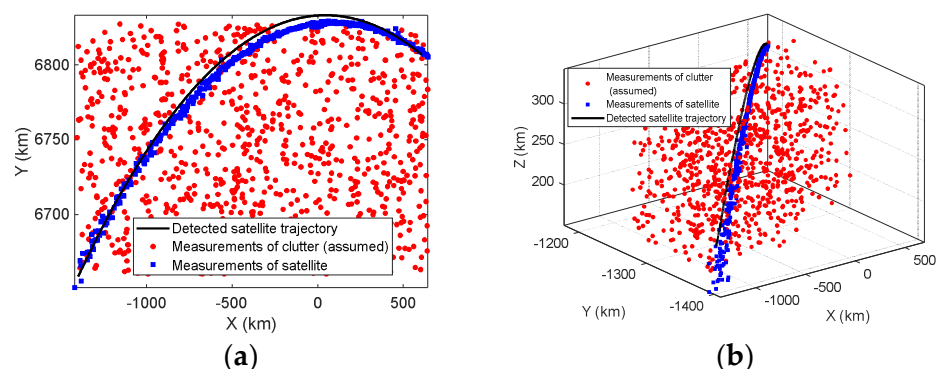 6800
6750
6700
Y (km)
Detected satellite trajectory
Measurements of clutter (assumed)
Measurements of satellite
-1000
-500
0
500
X (km)
(a)
300
250
200
Z (km)
Measurements of clutter
(assumed)
Measurements of satellite
Detected satellite trajectory
-1200
-1300
-1400
Y (km)
-1000
-500
0
500
X (km)
(b)